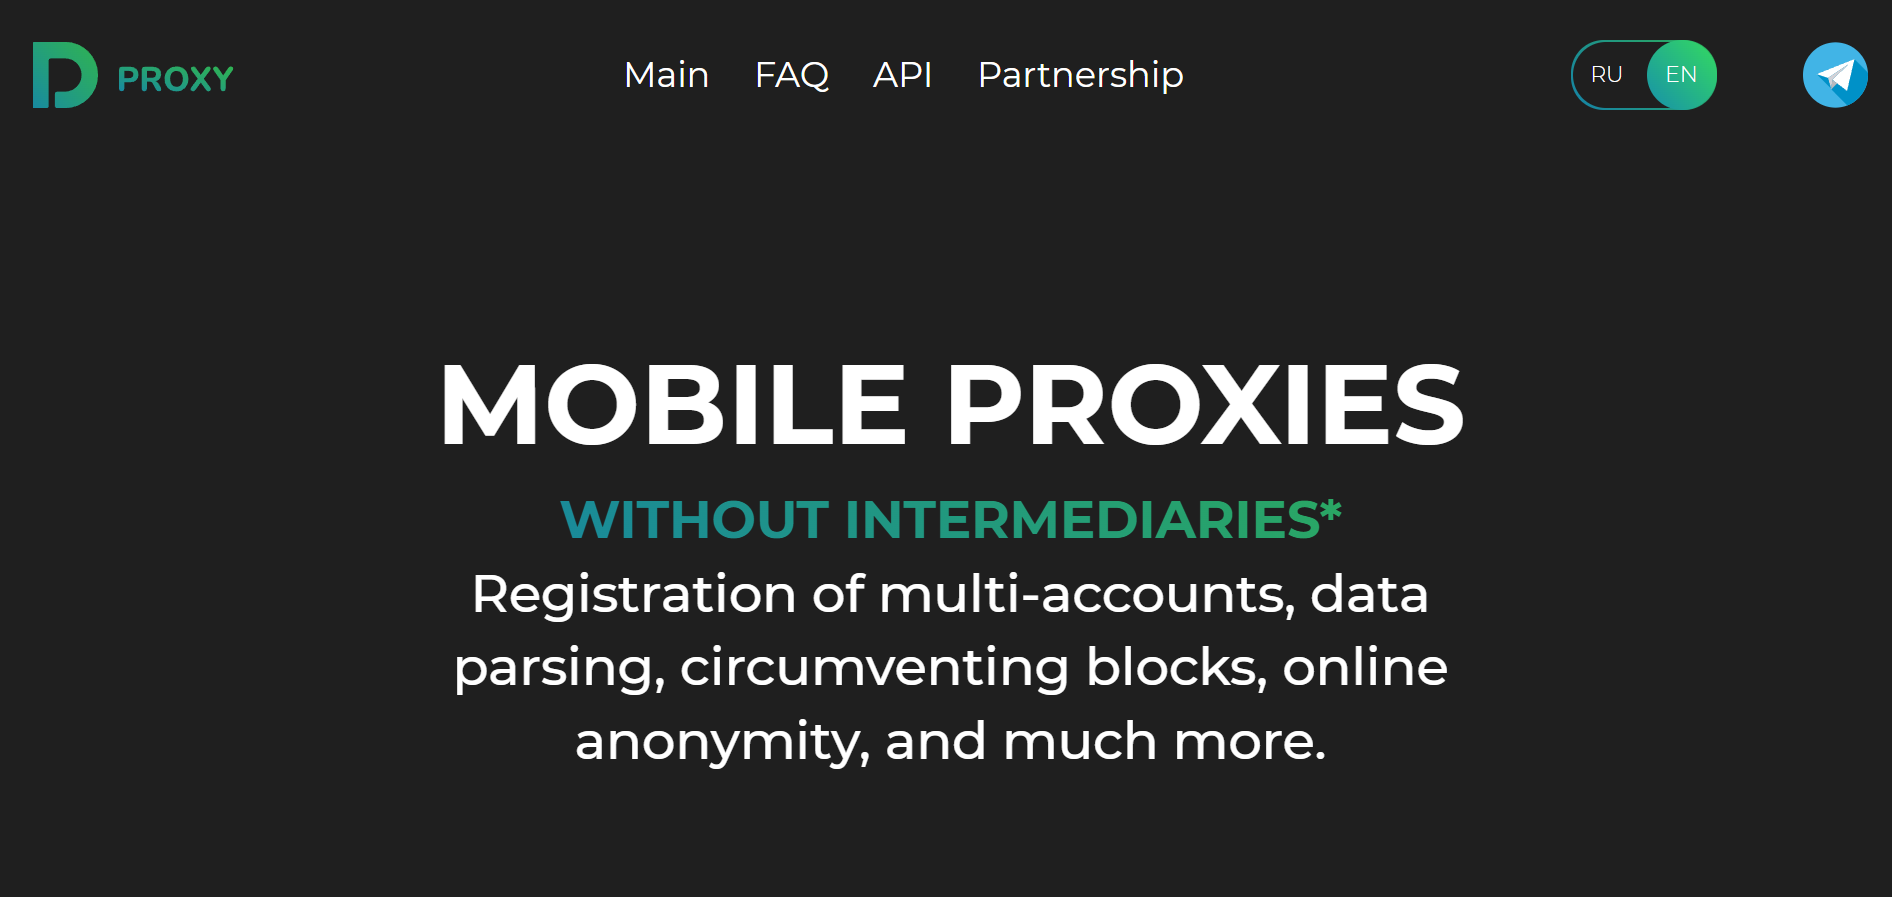 PROXY
Main FAQ API Partnership
RU EN
MOBILE PROXIES
WITHOUT INTERMEDIARIES*
Registration of multi-accounts, data
parsing, circumventing blocks, online
anonymity, and much more.